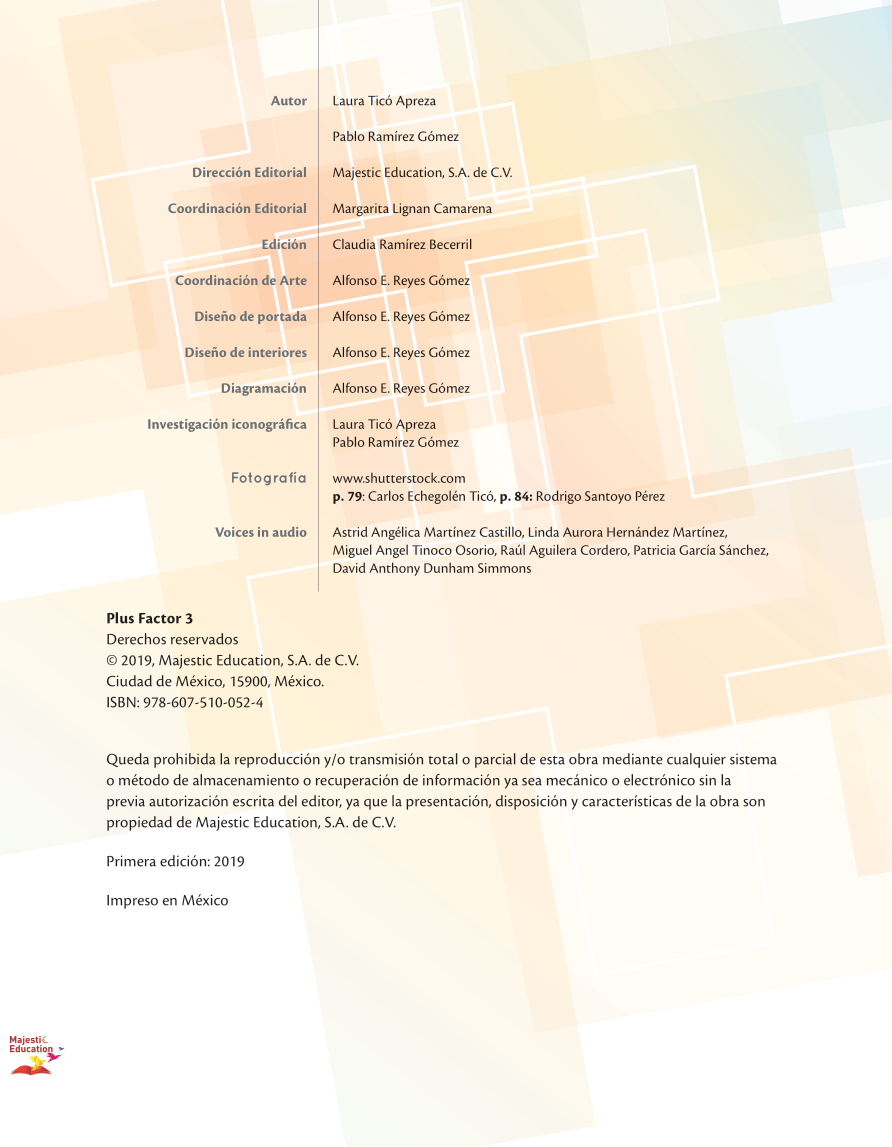 Autor Laura Ticó Apreza
Pablo Ramírez Gómez
Dirección Editorial Majestic Education, S.A. de C.V.
Coordinación Editorial Margarita Lignan Camarena
Edición Claudia Ramírez Becerril
Coordinación de Arte Alfonso E. Reyes Gómez
Diseño de portada Alfonso E. Reyes Gómez
Diseño de interiores Alfonso E. Reyes Gómez
Diagramación Alfonso E. Reyes Gómez
Investigación iconográfica Laura Ticó Apreza
Pablo Ramírez Gómez
Fotografía www.shutterstock.com
p. 79: Carlos Echegolén Ticó, p. 84: Rodrigo Santoyo Pérez
Voices in audio Astrid Angélica Martínez Castillo, Linda Aurora Hernández Martínez,
Miguel Angel Tinoco Osorio, Raúl Aguilera Cordero, Patricia García Sánchez,
David Anthony Dunham Simmons
Plus Factor 3
Derechos reservados
© 2019, Majestic Education, S.A. de C.V.
Ciudad de México, 15900, México.
ISBN: 978-607-510-052-4
Queda prohibida la reproducción y/o transmisión total o parcial de esta obra mediante cualquier sistema
o método de almacenamiento o recuperación de información ya sea mecánico o electrónico sin la
previa autorización escrita del editor, ya que la presentación, disposición y características de la obra son
propiedad de Majestic Education, S.A. de C.V.
Primera edición: 2019
Impreso en México
Majestic
Education